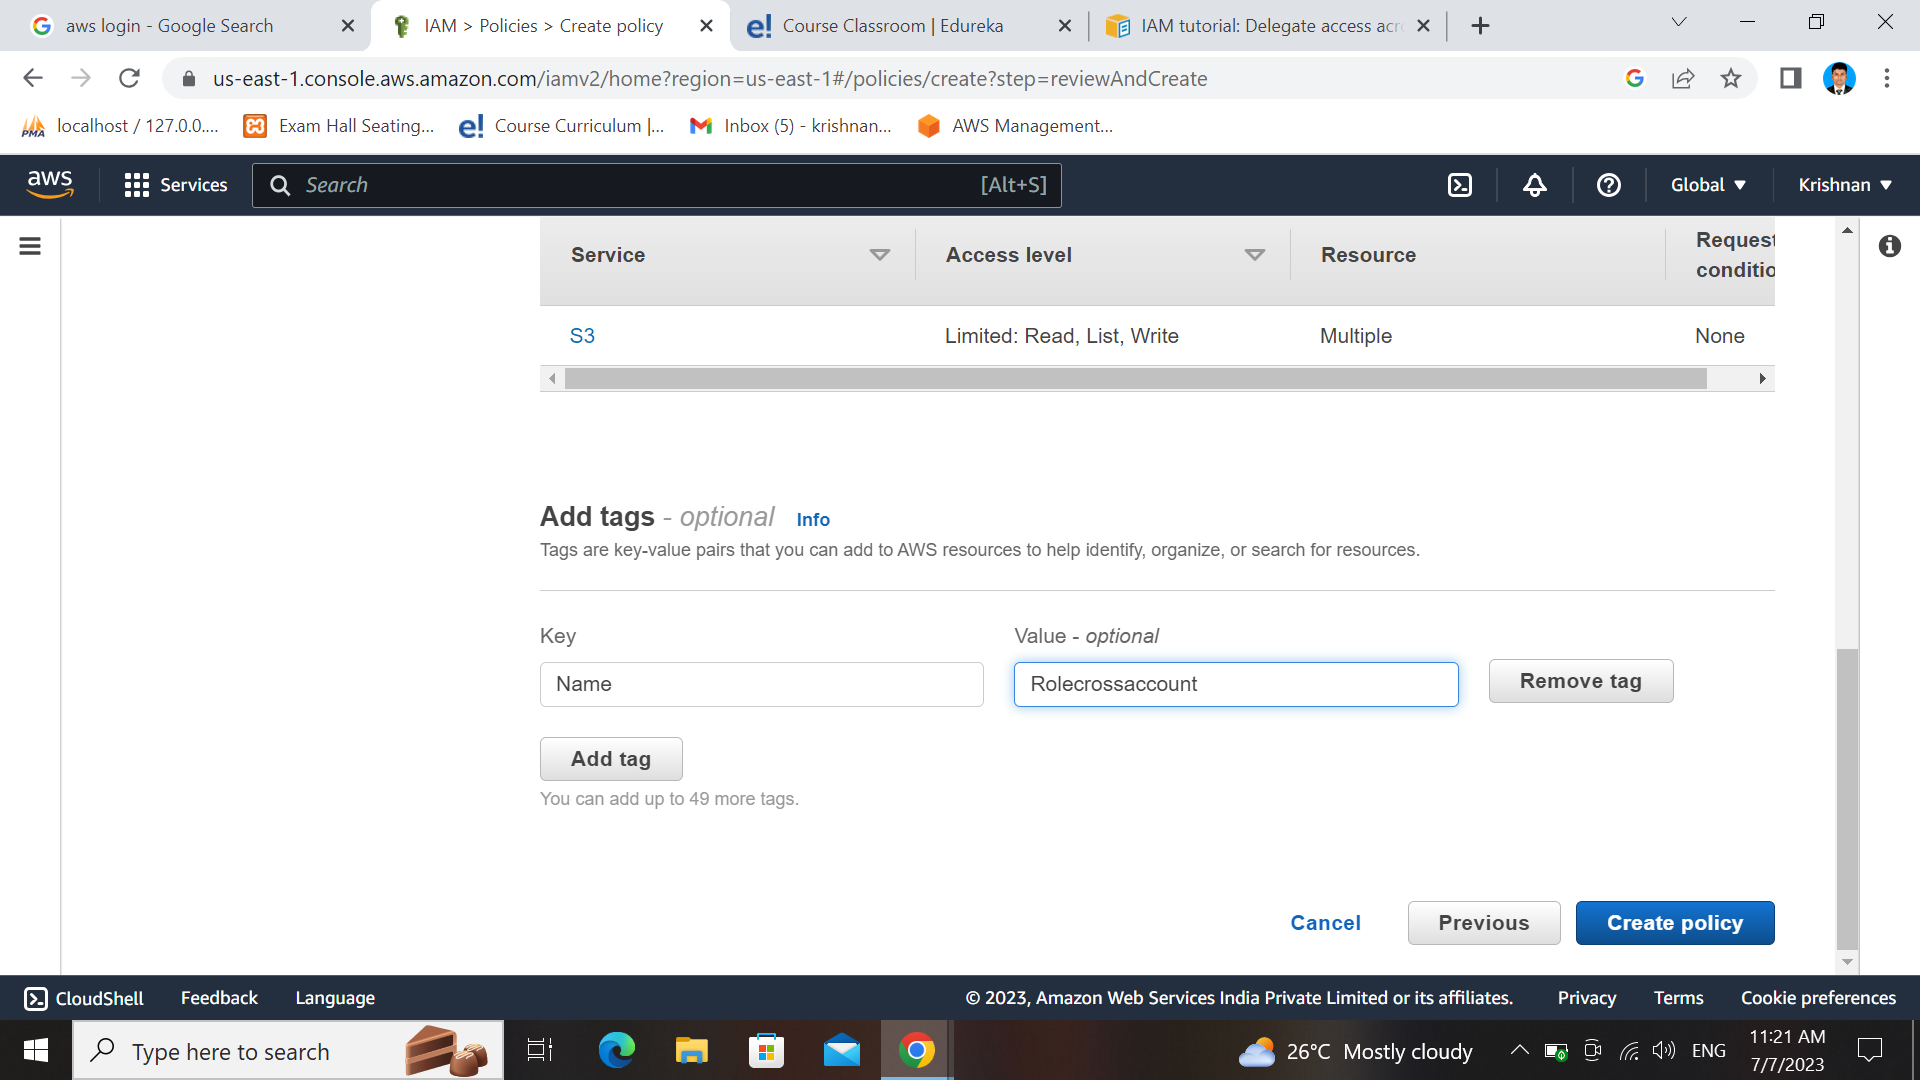 aws login - Google Search
IAM > Policies > Create policy
e! Course Classroom | Edureka
IAM tutorial: Delegate access acr
us-east-1.console.aws.amazon.com/iamv2/home?region=us-east-1#/policies/create?step=reviewAndCreate
PMA localhost / 127.0.0....
Exam Hall Seating...
e! Course Curriculum |...
Inbox (5) - krishnan...
AWS Management...
aws
Services
Search [Alt+S]
Global
Krishnan
Service
Access level
Resource
Request
conditio
S3
Limited: Read, List, Write
Multiple
None
Add tags - optional Info
Tags are key-value pairs that you can add to AWS resources to help identify, organize, or search for resources.
Key
Value - optional
Name
Rolecrossaccount
Remove tag
Add tag
You can add up to 49 more tags.
Cancel
Previous
Create policy
CloudShell
Feedback
Language
© 2023, Amazon Web Services India Private Limited or its affiliates.
Privacy
Terms
Cookie preferences
Type here to search
26°C Mostly cloudy
ENG
11:21 AM
7/7/2023